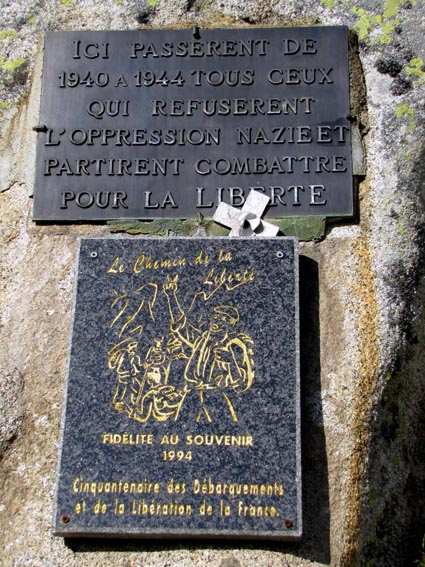 ICI PASSERENT DE
1940 A 1944 TOUS CEUX
QUI REFUSERENT
L'OPPRESSION NAZIE ET
PARTIRENT COMBATTRE
POUR LA LIBERTE
Le Chemin de la
Liberté
FIDÉLITÉ AU SOUVENIR
1994
Cinquantenaire des Débarquements
et de la Libération de la France.